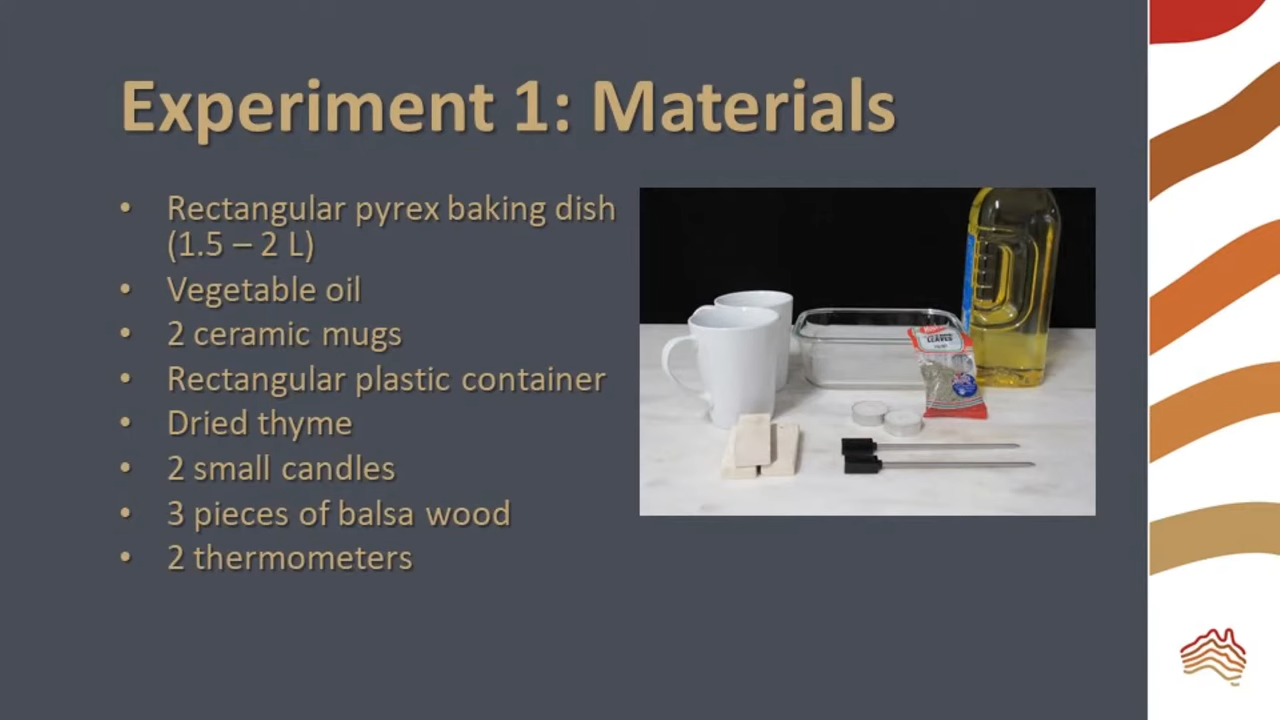 Experiment 1: Materials
• Rectangular pyrex baking dish
(1.5 – 2 L)
• Vegetable oil
• 2 ceramic mugs
• Rectangular plastic container
• Dried thyme
• 2 small candles
• 3 pieces of balsa wood
• 2 thermometers
LEAVES